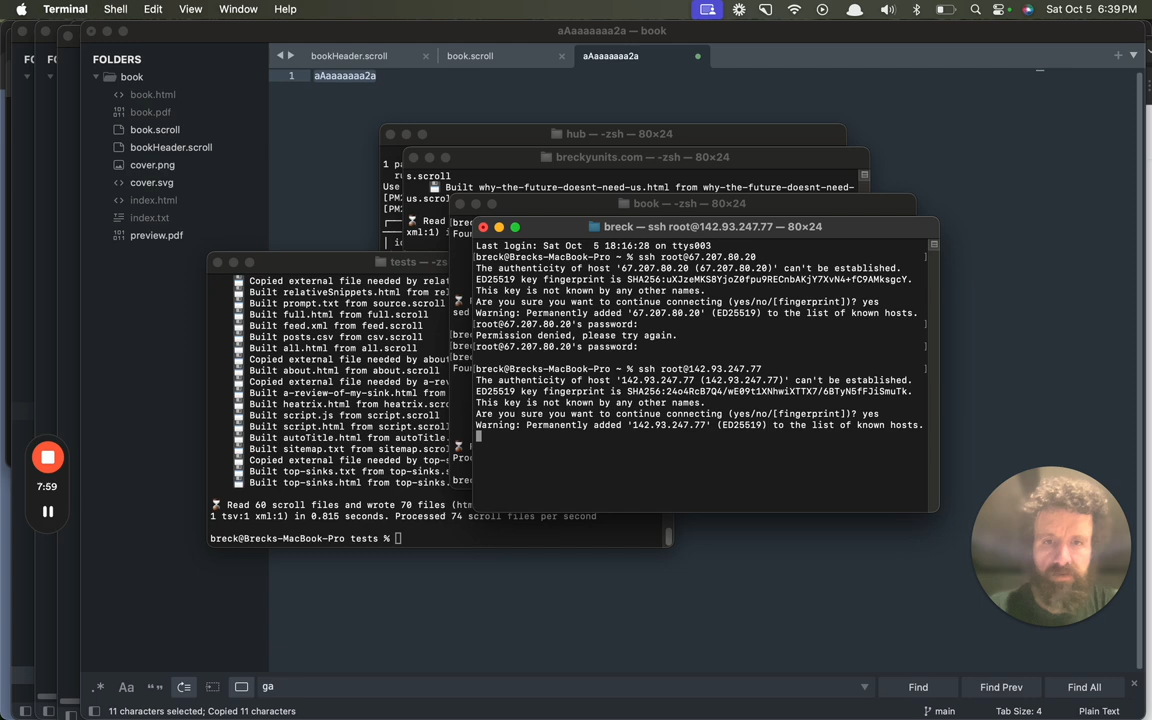 Terminal Shell Edit View Window Help Sat Oct 5 6:39 PM
aAaaaaaaa2a — book
FOLDERS
book
book.html
book.pdf
book.scroll
bookHeader.scroll
cover.png
cover.svg
index.html
index.txt
preview.pdf
bookHeader.scroll book.scroll aAaaaaaaa2a
1 aAaaaaaaa2a
hub — -zsh — 80×24
breckyunits.com — -zsh — 80×24
s.scroll
Built why-the-future-doesnt-need-us.html from why-the-future-doesnt-need-
us.scrol
book — -zsh — 80×24
breck — ssh root@142.93.247.77 — 80×24
Last login: Sat Oct 5 18:16:28 on ttys003
[breck@Brecks-MacBook-Pro ~ % ssh root@67.207.80.20 ]
The authenticity of host '67.207.80.20 (67.207.80.20)' can't be established.
ED25519 key fingerprint is SHA256:uXJzeMKS8YjoZ0fpu9RECnbAKjY7XvN4+fC9AMksgcY.
This key is not known by any other names.
Are you sure you want to continue connecting (yes/no/[fingerprint])? yes
Warning: Permanently added '67.207.80.20' (ED25519) to the list of known hosts.
[root@67.207.80.20's password: ]
Permission denied, please try again.
[root@67.207.80.20's password: ]
[breck@Brecks-MacBook-Pro ~ % ssh root@142.93.247.77 ]
The authenticity of host '142.93.247.77 (142.93.247.77)' can't be established.
ED25519 key fingerprint is SHA256:24o4RcB7Q4/wE09t1XNhwiXTTX7/6BTyN5fFJiSmuTk.
This key is not known by any other names.
Are you sure you want to continue connecting (yes/no/[fingerprint])? yes
Warning: Permanently added '142.93.247.77' (ED25519) to the list of known hosts.
tests — -zs
Copied external file needed by relat
Built relativeSnippets.html from rel
Built prompt.txt from source.scroll
Built full.html from full.scroll
Built feed.xml from feed.scroll
Built posts.csv from csv.scroll
Built all.html from all.scroll
Copied external file needed by about
Built about.html from about.scroll
Copied external file needed by a-rev
Built a-review-of-my-sink.html from
Copied external file needed by heatr
Built heatrix.html from heatrix.scro
Built script.js from script.scroll
Built script.html from script.scroll
Built autoTitle.html from autoTitle.
Built sitemap.txt from sitemap.scrol
Copied external file needed by top-s
Built top-sinks.txt from top-sinks.s
Built top-sinks.html from top-sinks.
Read 60 scroll files and wrote 70 files (htm
1 tsv:1 xml:1) in 0.815 seconds. Processed 74 scroll files per second
breck@Brecks-MacBook-Pro tests %
7:59
ga
Find Find Prev Find All
11 characters selected; Copied 11 characters main Tab Size: 4 Plain Text